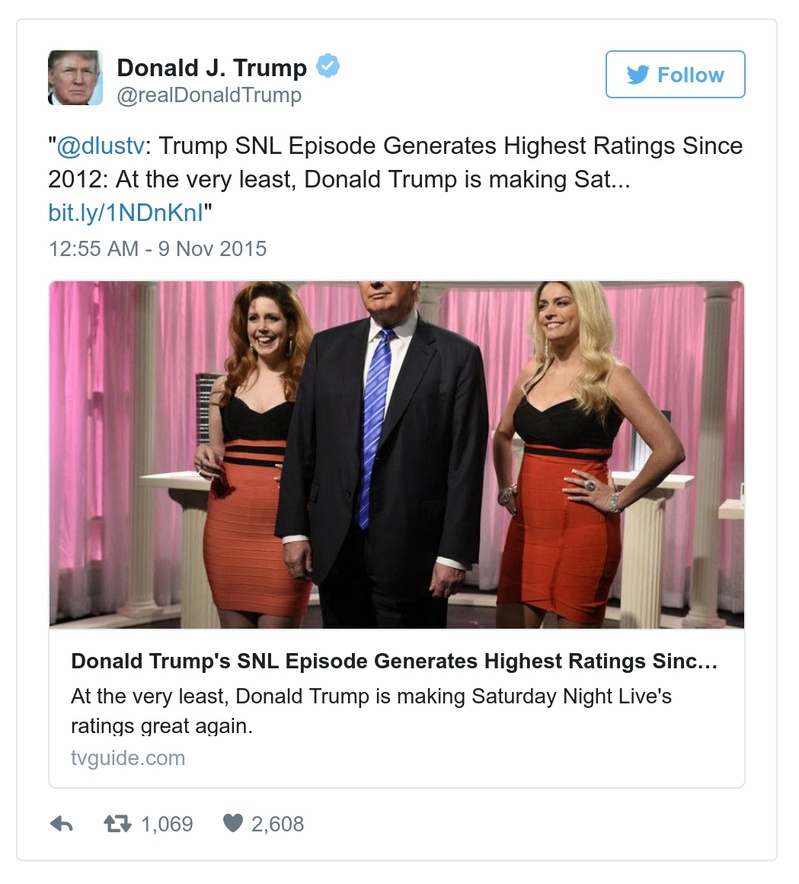 Donald J. Trump
@realDonaldTrump
Follow
"@dlustv: Trump SNL Episode Generates Highest Ratings Since
2012: At the very least, Donald Trump is making Sat...
bit.ly/1NDnKnI"
12:55 AM - 9 Nov 2015
Donald Trump's SNL Episode Generates Highest Ratings Sinc...
At the very least, Donald Trump is making Saturday Night Live's
ratings great again.
tvguide.com
1,069
2,608